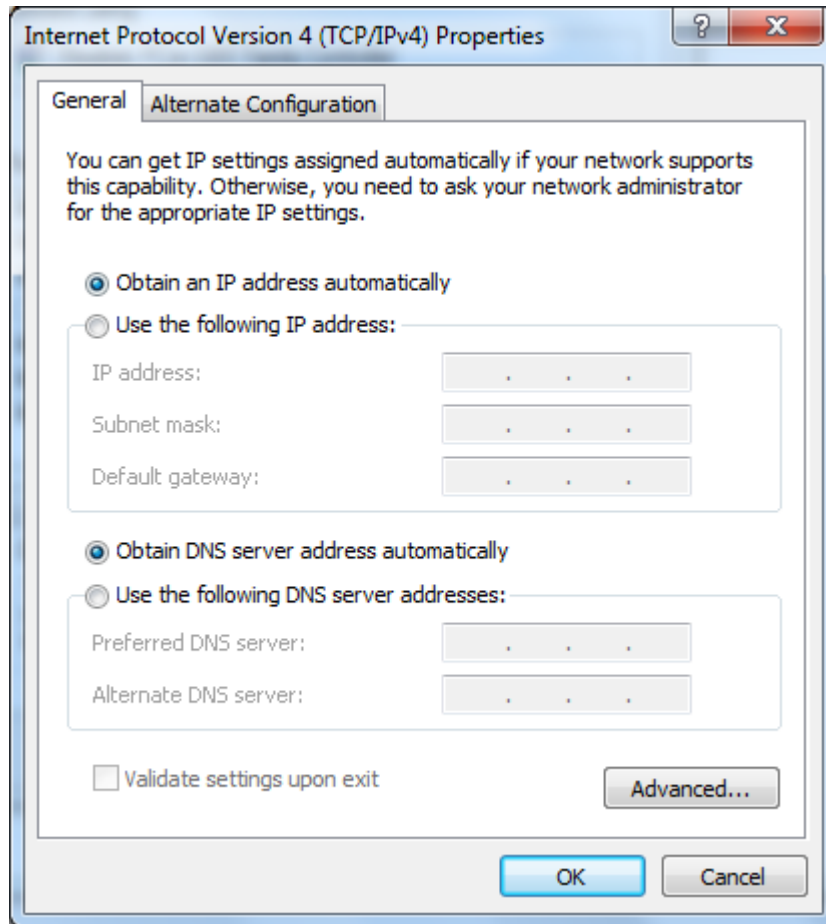 Internet Protocol Version 4 (TCP/IPv4) Properties
General
Alternate Configuration
You can get IP settings assigned automatically if your network supports
this capability. Otherwise, you need to ask your network administrator
for the appropriate IP settings.
Obtain an IP address automatically
Use the following IP address:
IP address:
Subnet mask:
Default gateway:
Obtain DNS server address automatically
Use the following DNS server addresses:
Preferred DNS server:
Alternate DNS server:
Validate settings upon exit
Advanced...
OK
Cancel